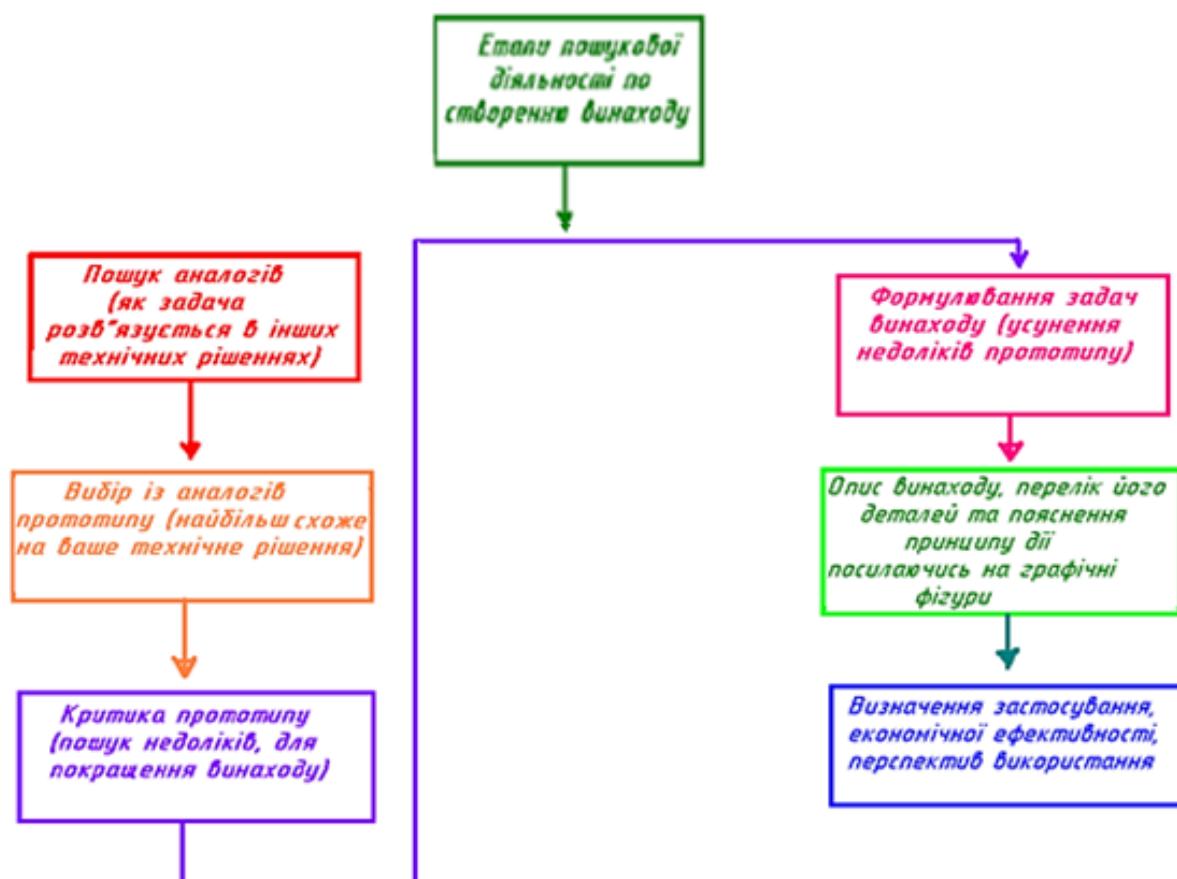 Етапи пошукової
діяльності по
створенню винаходу
Пошук аналогів
(як задача
розв"язується в інших
технічних рішеннях)
Вибір із аналогів
прототипу (найбільш схоже
на ваше технічне рішення)
Критика прототипу
(пошук недоліків, для
покращення винаходу)
Формулювання задач
винаходу (усунення
недоліків прототипу)
Опис винаходу, перелік його
деталей та пояснення
принципу дії
посилаючись на графічні
фігури
Визначення застосування,
економічної ефективності,
перспектив використання